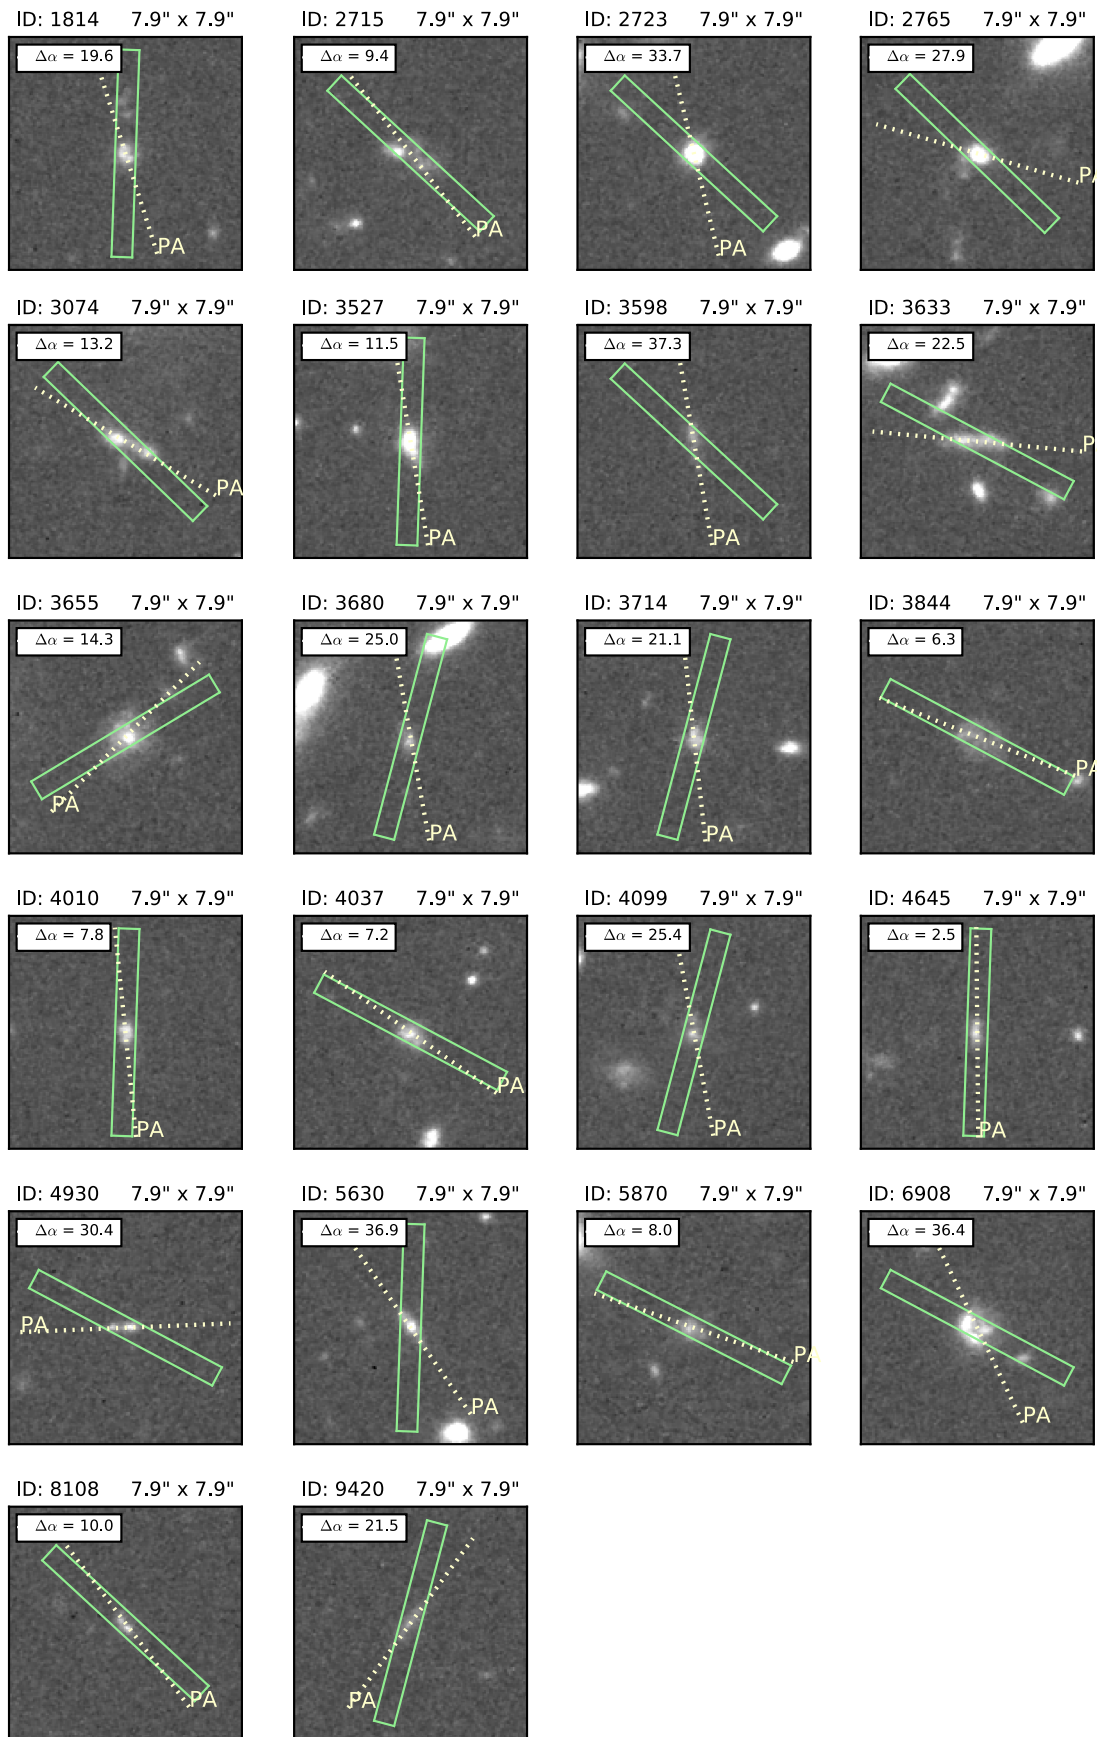 ID: 1814 7.9" x 7.9"
Δα = 19.6
PA
ID: 2715 7.9" x 7.9"
Δα = 9.4
PA
ID: 2723 7.9" x 7.9"
Δα = 33.7
PA
ID: 2765 7.9" x 7.9"
Δα = 27.9
PA
ID: 3074 7.9" x 7.9"
Δα = 13.2
PA
ID: 3527 7.9" x 7.9"
Δα = 11.5
PA
ID: 3598 7.9" x 7.9"
Δα = 37.3
PA
ID: 3633 7.9" x 7.9"
Δα = 22.5
P
ID: 3655 7.9" x 7.9"
Δα = 14.3
PA
ID: 3680 7.9" x 7.9"
Δα = 25.0
PA
ID: 3714 7.9" x 7.9"
Δα = 21.1
PA
ID: 3844 7.9" x 7.9"
Δα = 6.3
PA
ID: 4010 7.9" x 7.9"
Δα = 7.8
PA
ID: 4037 7.9" x 7.9"
Δα = 7.2
PA
ID: 4099 7.9" x 7.9"
Δα = 25.4
PA
ID: 4645 7.9" x 7.9"
Δα = 2.5
PA
ID: 4930 7.9" x 7.9"
Δα = 30.4
PA
ID: 5630 7.9" x 7.9"
Δα = 36.9
PA
ID: 5870 7.9" x 7.9"
Δα = 8.0
PA
ID: 6908 7.9" x 7.9"
Δα = 36.4
PA
ID: 8108 7.9" x 7.9"
Δα = 10.0
PA
ID: 9420 7.9" x 7.9"
Δα = 21.5
PA